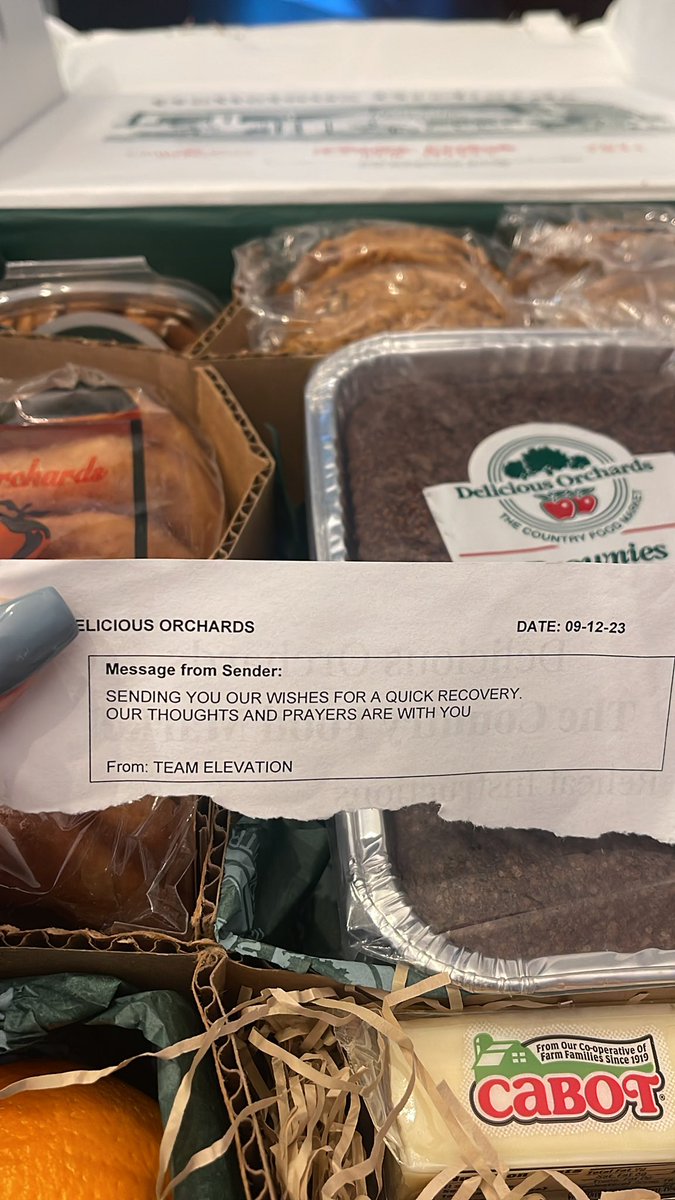 rchards
Delicious Orchards
THE COUNTRY FOOD MARKET
ownies
ELICIOUS ORCHARDS
DATE: 09-12-23
Message from Sender:
SENDING YOU OUR WISHES FOR A QUICK RECOVERY.
OUR THOUGHTS AND PRAYERS ARE WITH YOU
From: TEAM ELEVATION
From Our Co-operative of
Farm Families Since 1919
CABOT